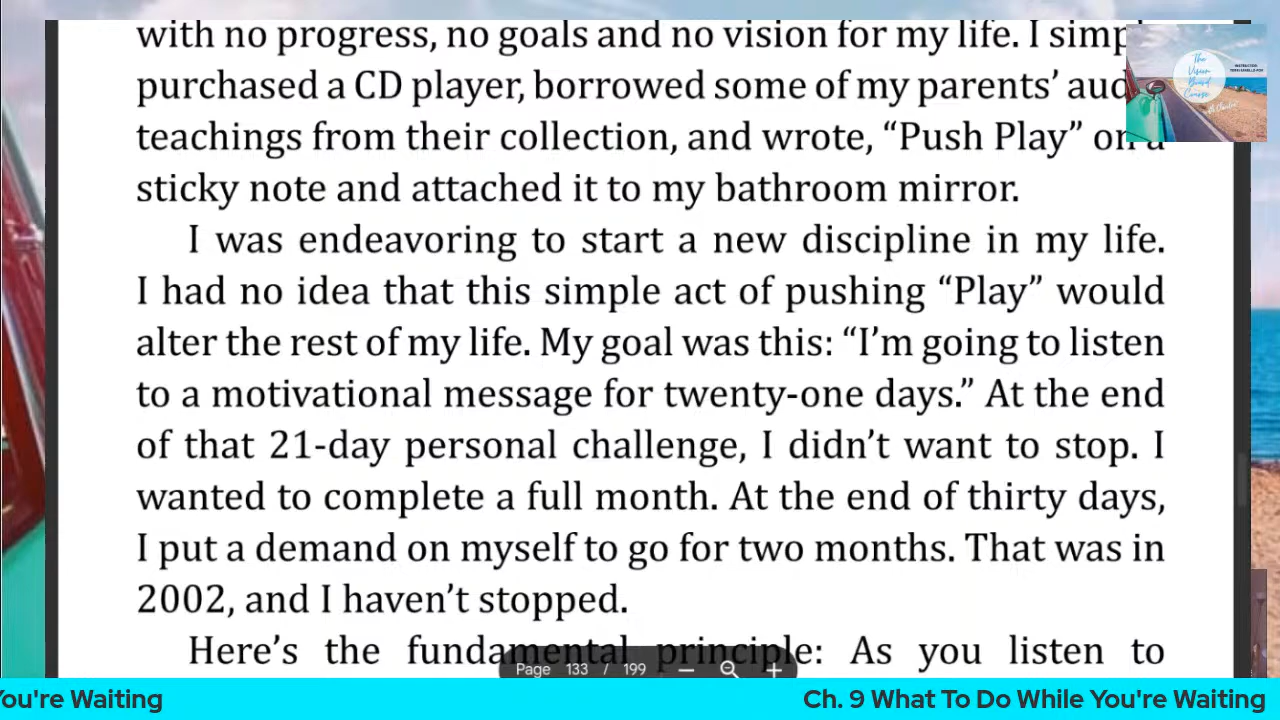 with no progress, no goals and no vision for my life. I
purchased a CD player, borrowed some of my parents’
teachings from their collection, and wrote, “Push Play” on a
sticky note and attached it to my bathroom mirror.
I was endeavoring to start a new discipline in my life.
I had no idea that this simple act of pushing “Play” would
alter the rest of my life. My goal was this: “I’m going to listen
to a motivational message for twenty-one days.” At the end
of that 21-day personal challenge, I didn’t want to stop. I
wanted to complete a full month. At the end of thirty days,
I put a demand on myself to go for two months. That was in
2002, and I haven’t stopped.
Here’s the fundamental principle: As you listen to
Page 133 / 199
The
Vision
Board
Course
You're Waiting
Ch. 9 What To Do While You're Waiting